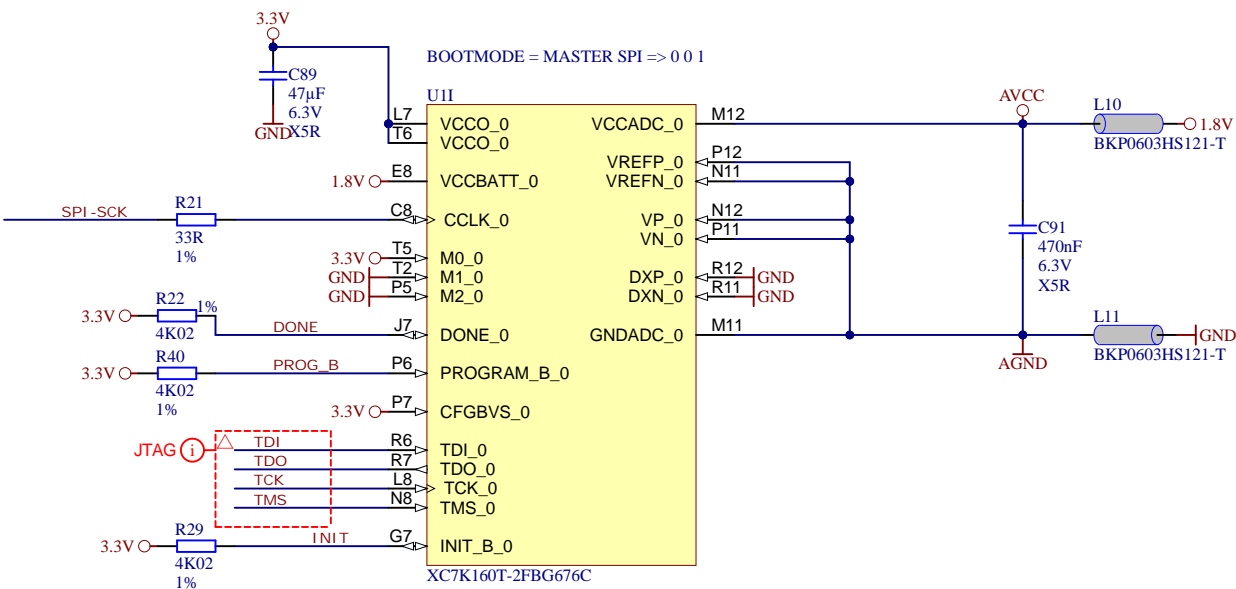 3.3V
BOOTMODE = MASTER SPI => 0 0 1
C89
47µF
6.3V
X5R
GND
U1I
L7 VCCO_0
T6 VCCO_0
1.8V E8 VCCBATT_0
SPI-SCK R21 C8 CCLK_0
33R
1%
3.3V T5 M0_0
GND T2 M1_0
GND P5 M2_0
3.3V R22 1% DONE J7 DONE_0
4K02
3.3V R40 PROG_B P6 PROGRAM_B_0
4K02
1%
3.3V P7 CFGBVS_0
JTAG i
TDI R6 TDI_0
TDO R7 TDO_0
TCK L8 TCK_0
TMS N8 TMS_0
3.3V R29 INIT G7 INIT_B_0
4K02
1%
XC7K160T-2FBG676C
VCCADC_0 M12
VREFP_0 P12
VREFN_0 N11
VP_0 N12
VN_0 P11
DXP_0 R12 GND
DXN_0 R11 GND
GNDADC_0 M11
AVCC
L10
1.8V
BKP0603HS121-T
C91
470nF
6.3V
X5R
L11
GND
BKP0603HS121-T
AGND